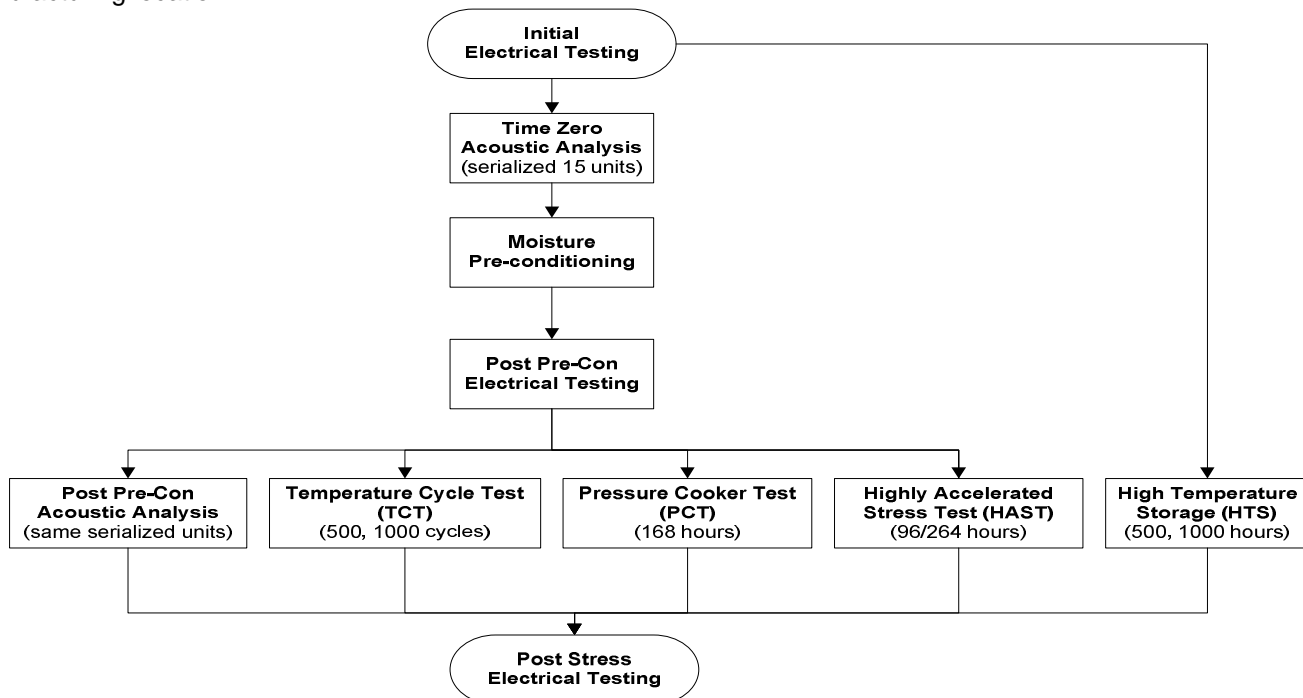 Initial
Electrical Testing
Time Zero
Acoustic Analysis
(serialized 15 units)
Moisture
Pre-conditioning
Post Pre-Con
Electrical Testing
Post Pre-Con
Acoustic Analysis
(same serialized units)
Temperature Cycle Test
(TCT)
(500, 1000 cycles)
Pressure Cooker Test
(PCT)
(168 hours)
Highly Accelerated
Stress Test (HAST)
(96/264 hours)
High Temperature
Storage (HTS)
(500, 1000 hours)
Post Stress
Electrical Testing